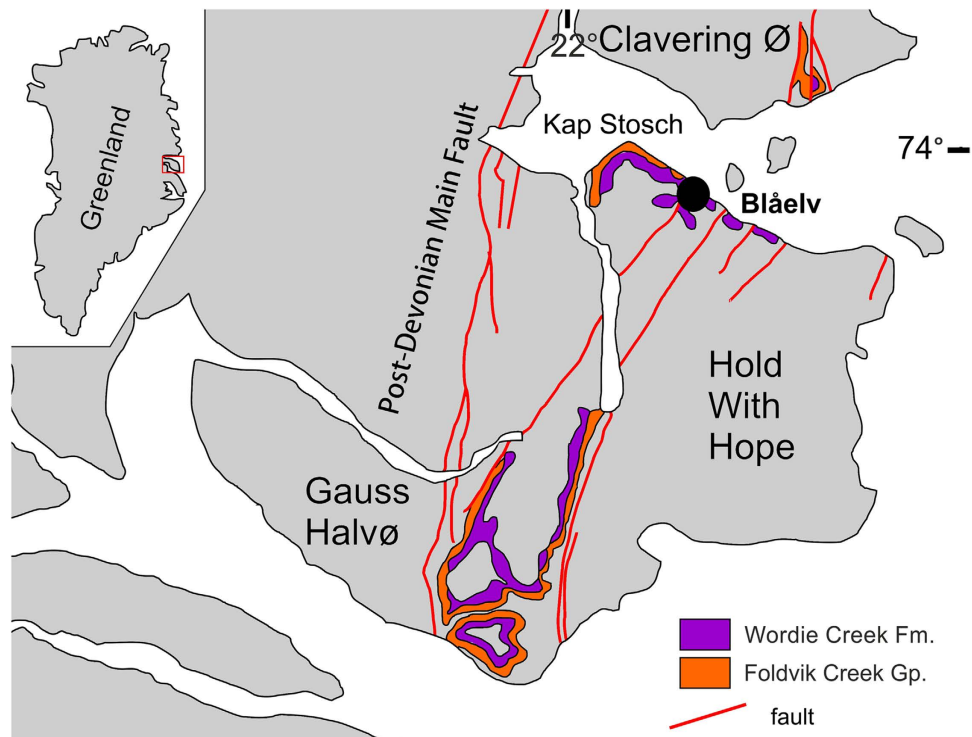 22°
Clavering Ø
Kap Stosch
74°
Greenland
Blåelv
Post-Devonian Main Fault
Hold
With
Hope
Gauss
Halvø
Wordie Creek Fm.
Foldvik Creek Gp.
fault